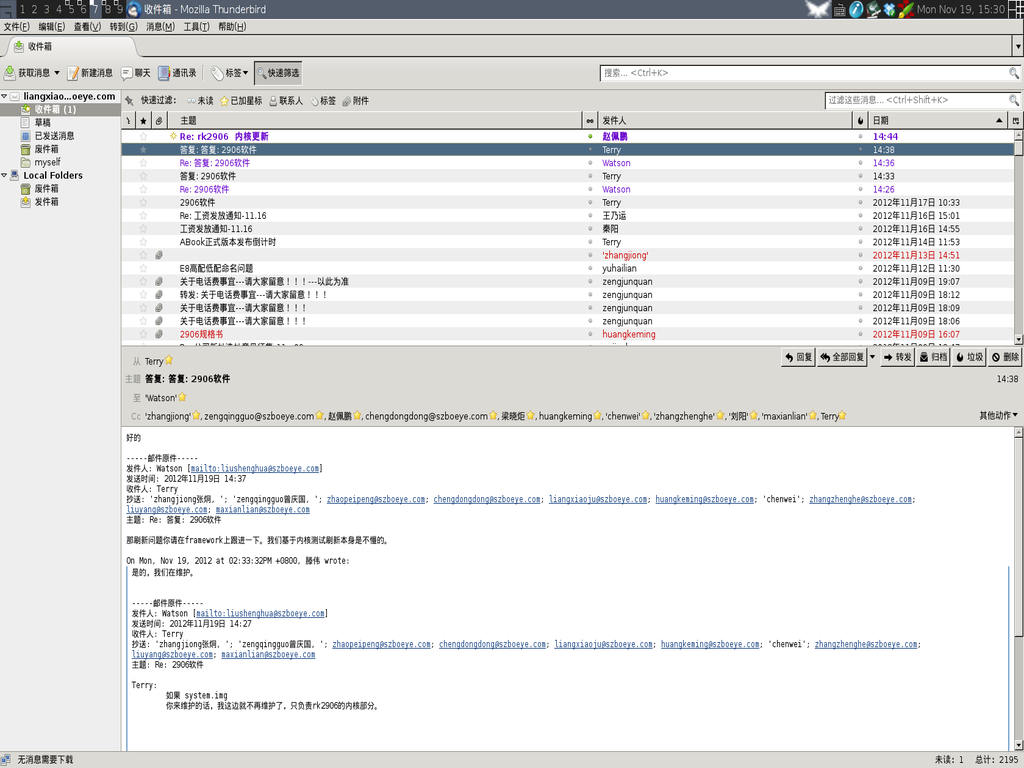 1 2 3 4 5 6 7 8 9 收件箱 - Mozilla Thunderbird Mon Nov 19, 15:30
文件(F) 编辑(E) 查看(V) 转到(G) 消息(M) 工具(T) 帮助(H)
收件箱
获取消息 新建消息 聊天 通讯录 标签 快速筛选 搜索... <Ctrl+K>
liangxiao...oeye.com
收件箱 (1)
草稿
已发送消息
废件箱
myself
Local Folders
废件箱
发件箱
快速过滤: 未读 已加星标 联系人 标签 附件 过滤这些消息... <Ctrl+Shift+K>
主题 发件人 日期
Re: rk2906 内核更新 赵佩鹏 14:44
答复: 答复: 2906软件 Terry 14:38
Re: 答复: 2906软件 Watson 14:36
答复: 2906软件 Terry 14:33
Re: 2906软件 Watson 14:26
2906软件 Terry 2012年11月17日 10:33
Re: 工资发放通知-11.16 王乃运 2012年11月16日 15:01
工资发放通知-11.16 秦阳 2012年11月16日 14:55
ABook正式版本发布倒计时 Terry 2012年11月14日 11:53
'zhangjiong' 2012年11月13日 14:51
E8高配低配命名问题 yuhailian 2012年11月12日 11:30
关于电话费事宜---请大家留意！！！---以此为准 zengjunquan 2012年11月09日 19:07
转发: 关于电话费事宜---请大家留意！！！ zengjunquan 2012年11月09日 18:12
关于电话费事宜---请大家留意！！！ zengjunquan 2012年11月09日 18:09
关于电话费事宜---请大家留意！！！ zengjunquan 2012年11月09日 18:06
2906规格书 huangkeming 2012年11月09日 16:07
从 Terry 回复 全部回复 转发 归档 垃圾 删除
主题 答复: 答复: 2906软件 14:38
至 'Watson'
Cc 'zhangjiong', zengqingguo@szboeye.com, 赵佩鹏, chengdongdong@szboeye.com, 梁晓炬, huangkeming, 'chenwei', 'zhangzhenghe', '刘阳', 'maxianlian', Terry 其他动作
好的
-----邮件原件-----
发件人: Watson [mailto:liushenghua@szboeye.com]
发送时间: 2012年11月19日 14:37
收件人: Terry
抄送: 'zhangjiong张炯, '; 'zengqingguo曾庆国, '; zhaopeipeng@szboeye.com; chengdongdong@szboeye.com; liangxiaoju@szboeye.com; huangkeming@szboeye.com; 'chenwei'; zhangzhenghe@szboeye.com;
liuyang@szboeye.com; maxianlian@szboeye.com
主题: Re: 答复: 2906软件
那刷新问题你请在framework上跟进一下。我们基于内核测试刷新本身是不慢的。
On Mon, Nov 19, 2012 at 02:33:32PM +0800, 滕伟 wrote:
是的，我们在维护。
-----邮件原件-----
发件人: Watson [mailto:liushenghua@szboeye.com]
发送时间: 2012年11月19日 14:27
收件人: Terry
抄送: 'zhangjiong张炯, '; 'zengqingguo曾庆国, '; zhaopeipeng@szboeye.com; chengdongdong@szboeye.com; liangxiaoju@szboeye.com; huangkeming@szboeye.com; 'chenwei'; zhangzhenghe@szboeye.com;
liuyang@szboeye.com; maxianlian@szboeye.com
主题: Re: 2906软件
Terry:
如果 system.img
你来维护的话，我这边就不再维护了，只负责rk2906的内核部分。
无消息需要下载 未读: 1 总计: 2195